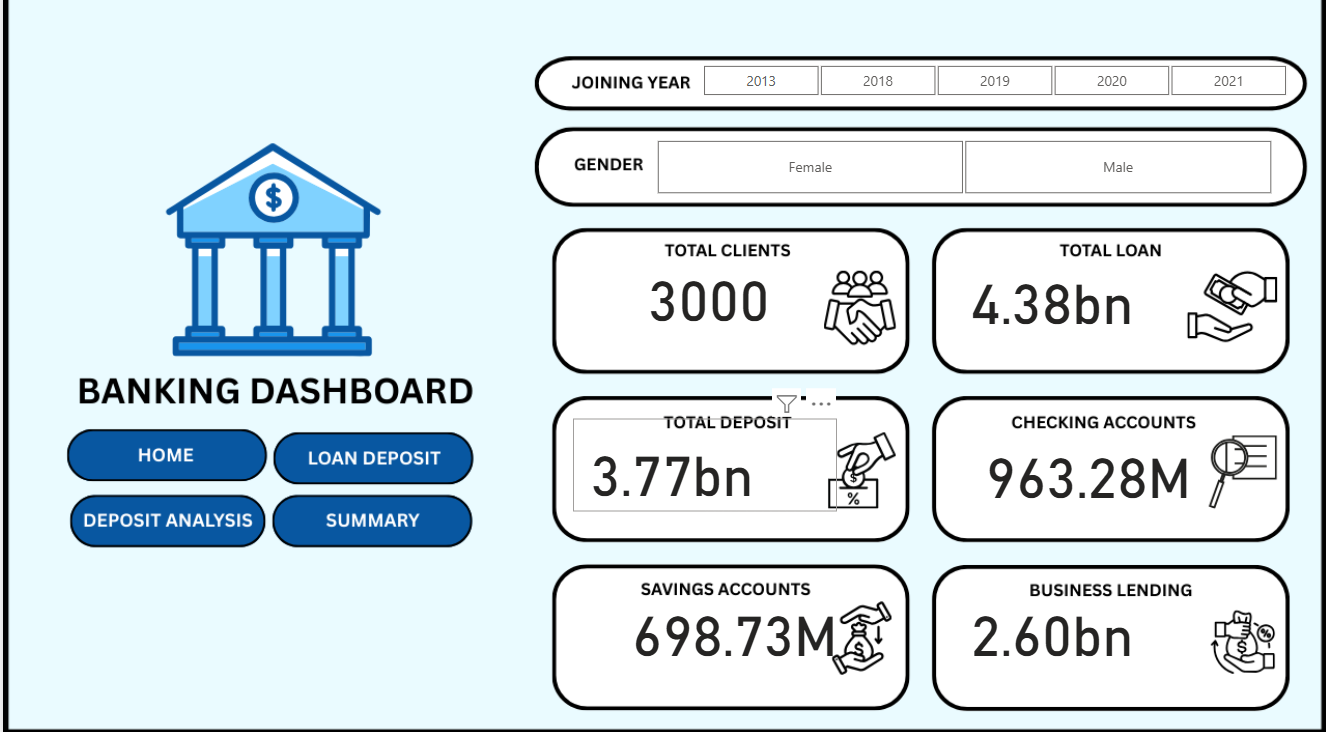 JOINING YEAR 2013 2018 2019 2020 2021
GENDER Female Male
$
BANKING DASHBOARD
HOME LOAN DEPOSIT
DEPOSIT ANALYSIS SUMMARY
TOTAL CLIENTS
3000
TOTAL LOAN
4.38bn
TOTAL DEPOSIT
3.77bn
$
%
CHECKING ACCOUNTS
963.28M
SAVINGS ACCOUNTS
698.73M
$
BUSINESS LENDING
2.60bn
%
$